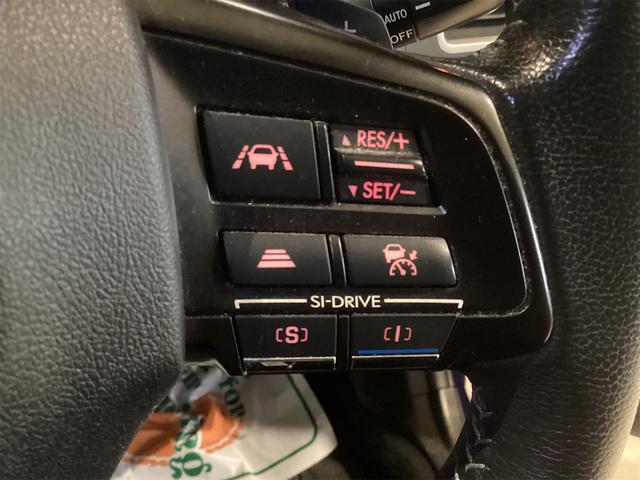 AUTO
OFF
▲ RES/+
▼ SET/−
SI-DRIVE
[S]
[I]